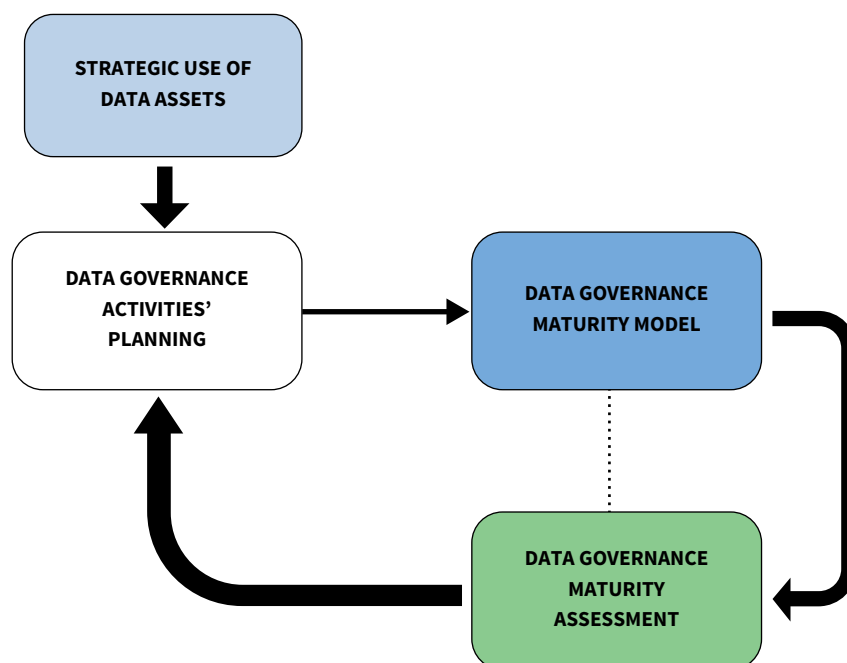 STRATEGIC USE OF
DATA ASSETS
DATA GOVERNANCE
ACTIVITIES’
PLANNING
DATA GOVERNANCE
MATURITY MODEL
DATA GOVERNANCE
MATURITY
ASSESSMENT